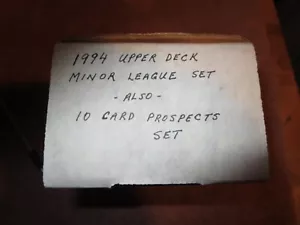 1994 UPPER DECK
MINOR LEAGUE SET
- ALSO -
10 CARD PROSPECTS
SET